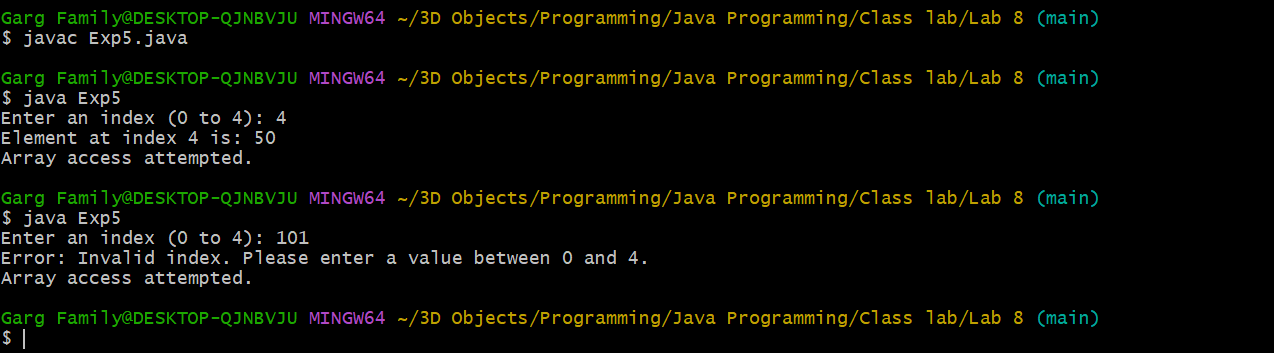 Garg Family@DESKTOP-QJNBVJU MINGW64 ~/3D Objects/Programming/Java Programming/Class lab/Lab 8 (main)
$ javac Exp5.java
Garg Family@DESKTOP-QJNBVJU MINGW64 ~/3D Objects/Programming/Java Programming/Class lab/Lab 8 (main)
$ java Exp5
Enter an index (0 to 4): 4
Element at index 4 is: 50
Array access attempted.
Garg Family@DESKTOP-QJNBVJU MINGW64 ~/3D Objects/Programming/Java Programming/Class lab/Lab 8 (main)
$ java Exp5
Enter an index (0 to 4): 101
Error: Invalid index. Please enter a value between 0 and 4.
Array access attempted.
Garg Family@DESKTOP-QJNBVJU MINGW64 ~/3D Objects/Programming/Java Programming/Class lab/Lab 8 (main)
$